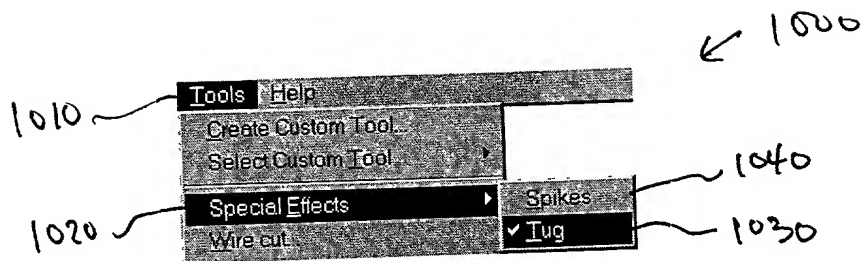 1000
1010
Tools Help
Create Custom Tool...
Select Custom Tool...
1020
Special Effects
Spikes
1040
Wire cut...
✓ Tug
1030